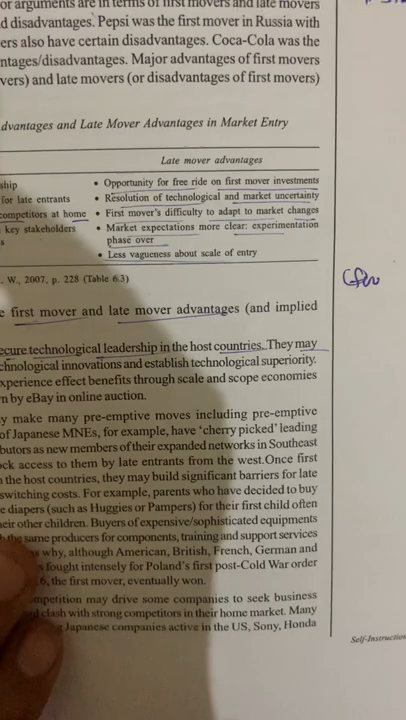 or arguments are in terms of first movers and late movers
d disadvantages. Pepsi was the first mover in Russia with
ers also have certain disadvantages. Coca-Cola was the
ntages/disadvantages. Major advantages of first movers
vers) and late movers (or disadvantages of first movers)
dvantages and Late Mover Advantages in Market Entry
Late mover advantages
ship
• Opportunity for free ride on first mover investments
for late entrants
• Resolution of technological and market uncertainty
competitors at home
• First mover's difficulty to adapt to market changes
key stakeholders
• Market expectations more clear: experimentation
s
phase over
• Less vagueness about scale of entry
. W., 2007, p. 228 (Table 6.3)
e first mover and late mover advantages (and implied
ecure technological leadership in the host countries. They may
chnological innovations and establish technological superiority.
xperience effect benefits through scale and scope economies
n by eBay in online auction.
y make many pre-emptive moves including pre-emptive
of Japanese MNEs, for example, have 'cherry picked' leading
butors as new members of their expanded networks in Southeast
ock access to them by late entrants from the west.Once first
n the host countries, they may build significant barriers for late
switching costs. For example, parents who have decided to buy
e diapers (such as Huggies or Pampers) for their first child often
eir other children. Buyers of expensive/sophisticated equipments
the same producers for components, training and support services
s why, although American, British, French, German and
s fought intensely for Poland's first post-Cold War order
6, the first mover, eventually won.
mpetition may drive some companies to seek business
clash with strong competitors in their home market. Many
Japanese companies active in the US, Sony, Honda
Self-Instruction